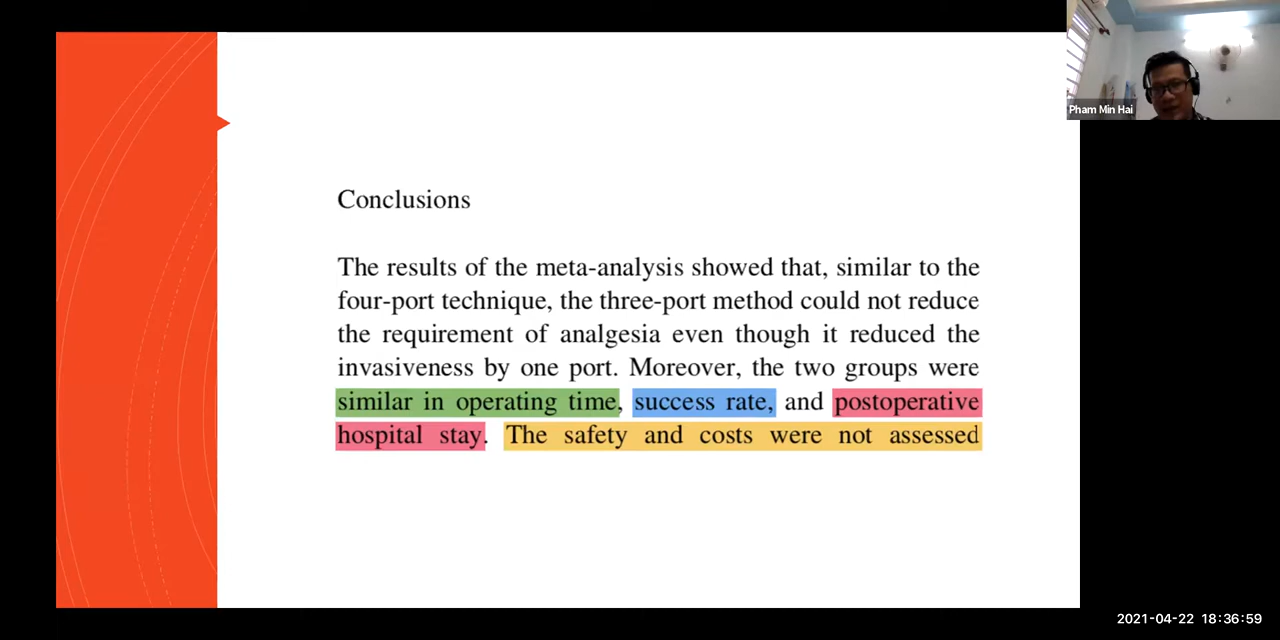 Pham Min Hai
Conclusions
The results of the meta-analysis showed that, similar to the
four-port technique, the three-port method could not reduce
the requirement of analgesia even though it reduced the
invasiveness by one port. Moreover, the two groups were
similar in operating time, success rate, and postoperative
hospital stay. The safety and costs were not assessed
2021-04-22 18:36:59